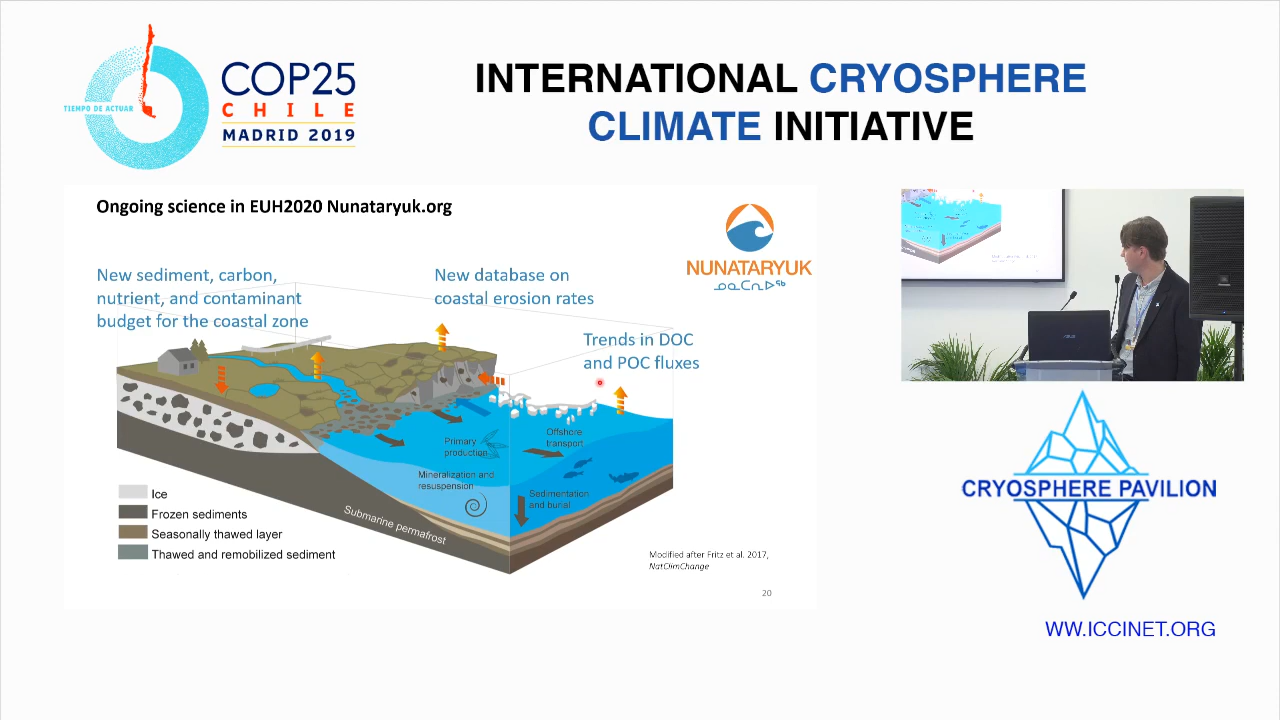 TIEMPO DE ACTUAR
COP25
CHILE
MADRID 2019
INTERNATIONAL CRYOSPHERE
CLIMATE INITIATIVE
Ongoing science in EUH2020 Nunataryuk.org
NUNATARYUK
ᓄᓇᑕᕆᐅᖅ
New sediment, carbon,
nutrient, and contaminant
budget for the coastal zone
New database on
coastal erosion rates
Trends in DOC
and POC fluxes
Primary
production
Offshore
transport
Mineralization and
resuspension
Sedimentation
and burial
Submarine permafrost
Ice
Frozen sediments
Seasonally thawed layer
Thawed and remobilized sediment
Modified after Fritz et al. 2017,
NatClimChange
20
CRYOSPHERE PAVILION
WW.ICCINET.ORG